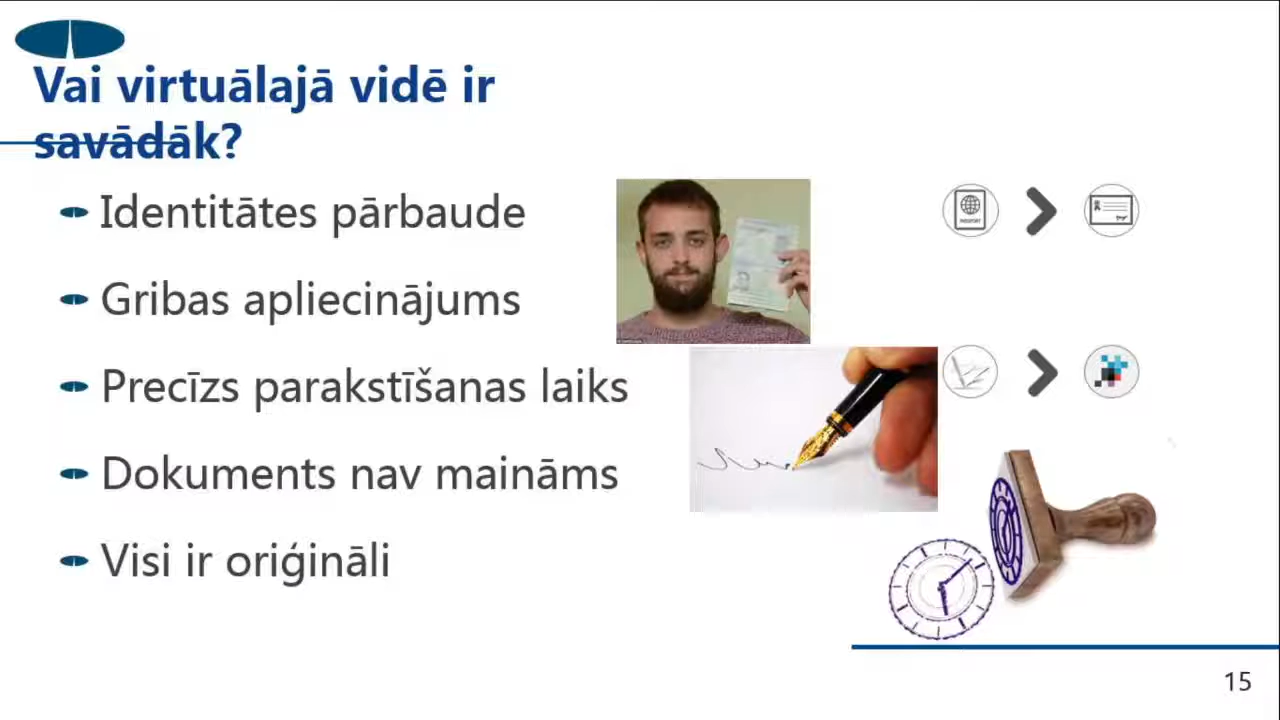 Vai virtuālajā vidē ir
savādāk?
Identitātes pārbaude
Gribas apliecinājums
Precīzs parakstīšanas laiks
Dokuments nav maināms
Visi ir oriģināli
PASSPORT
15